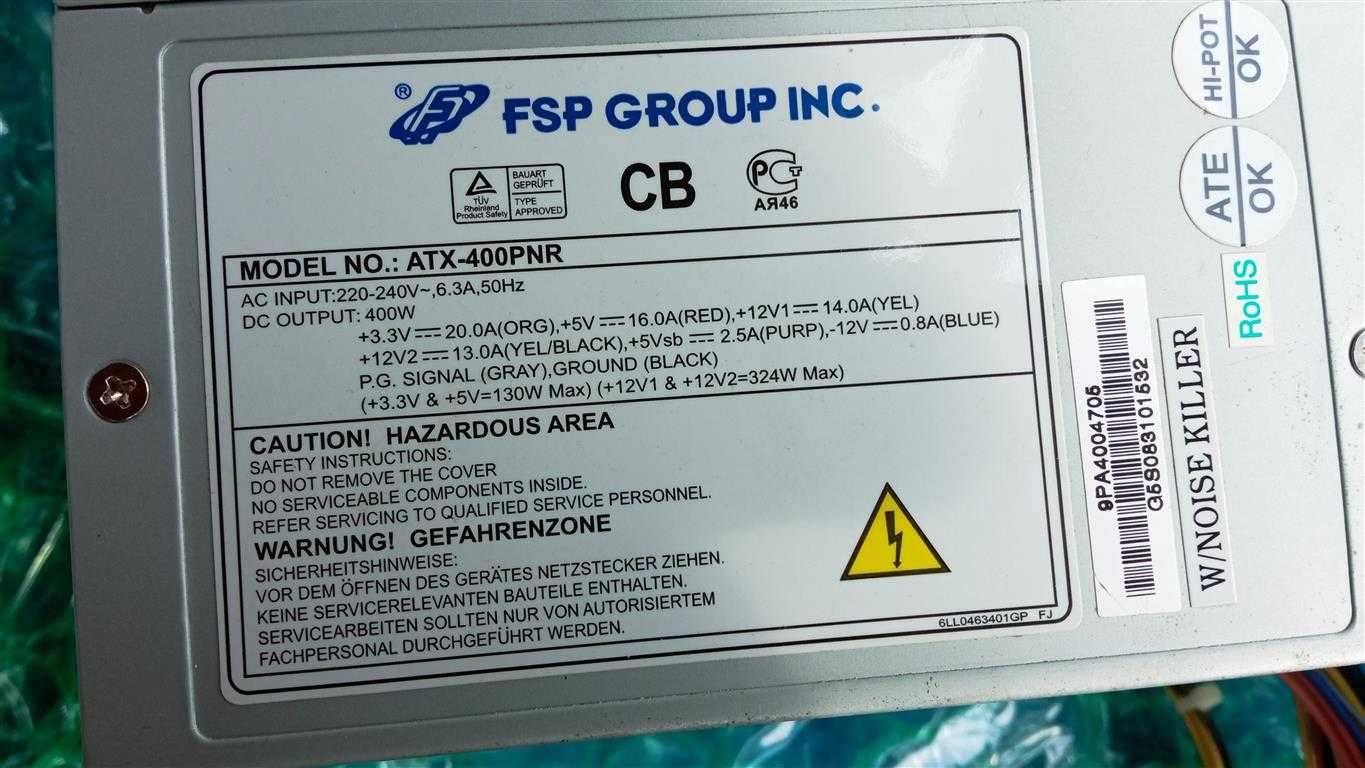 ® FSP GROUP INC.
TÜV
Rheinland
Product Safety
BAUART
GEPRÜFT
TYPE
APPROVED
CB
РСТ
АЯ46
MODEL NO.: ATX-400PNR
AC INPUT:220-240V~,6.3A,50Hz
DC OUTPUT: 400W
+3.3V⎓20.0A(ORG),+5V⎓16.0A(RED),+12V1⎓14.0A(YEL)
+12V2⎓13.0A(YEL/BLACK),+5Vsb⎓2.5A(PURP),-12V⎓0.8A(BLUE)
P.G. SIGNAL (GRAY),GROUND (BLACK)
(+3.3V & +5V=130W Max) (+12V1 & +12V2=324W Max)
CAUTION! HAZARDOUS AREA
SAFETY INSTRUCTIONS:
DO NOT REMOVE THE COVER
NO SERVICEABLE COMPONENTS INSIDE.
REFER SERVICING TO QUALIFIED SERVICE PERSONNEL.
WARNUNG! GEFAHRENZONE
SICHERHEITSHINWEISE:
VOR DEM ÖFFNEN DES GERÄTES NETZSTECKER ZIEHEN.
KEINE SERVICERELEVANTEN BAUTEILE ENTHALTEN.
SERVICEARBEITEN SOLLTEN NUR VON AUTORISIERTEM
FACHPERSONAL DURCHGEFÜHRT WERDEN.
6LL0463401GP FJ
HI-POT
OK
ATE
OK
RoHS
9PA4004705
G5S083101532
W/NOISE KILLER